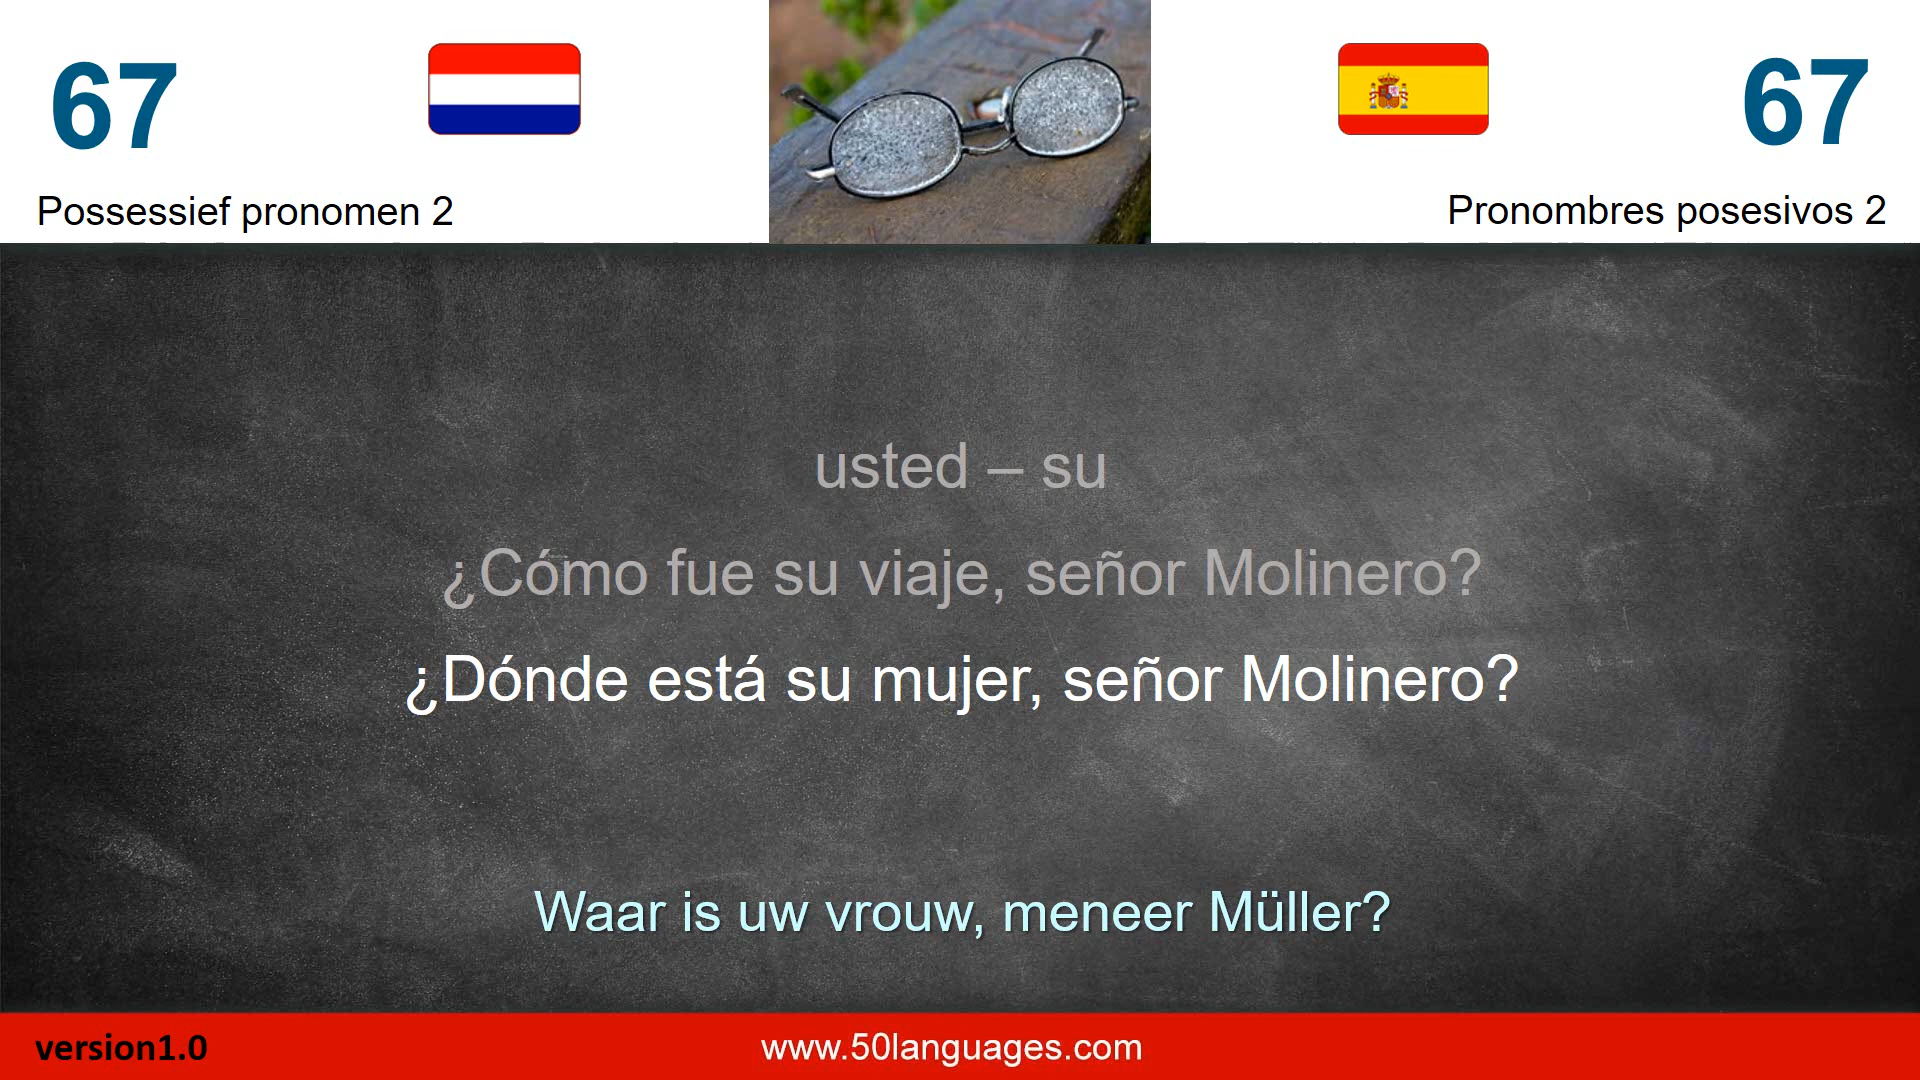 67
67
Possessief pronomen 2
Pronombres posesivos 2
usted – su
¿Cómo fue su viaje, señor Molinero?
¿Dónde está su mujer, señor Molinero?
Waar is uw vrouw, meneer Müller?
version1.0
www.50languages.com